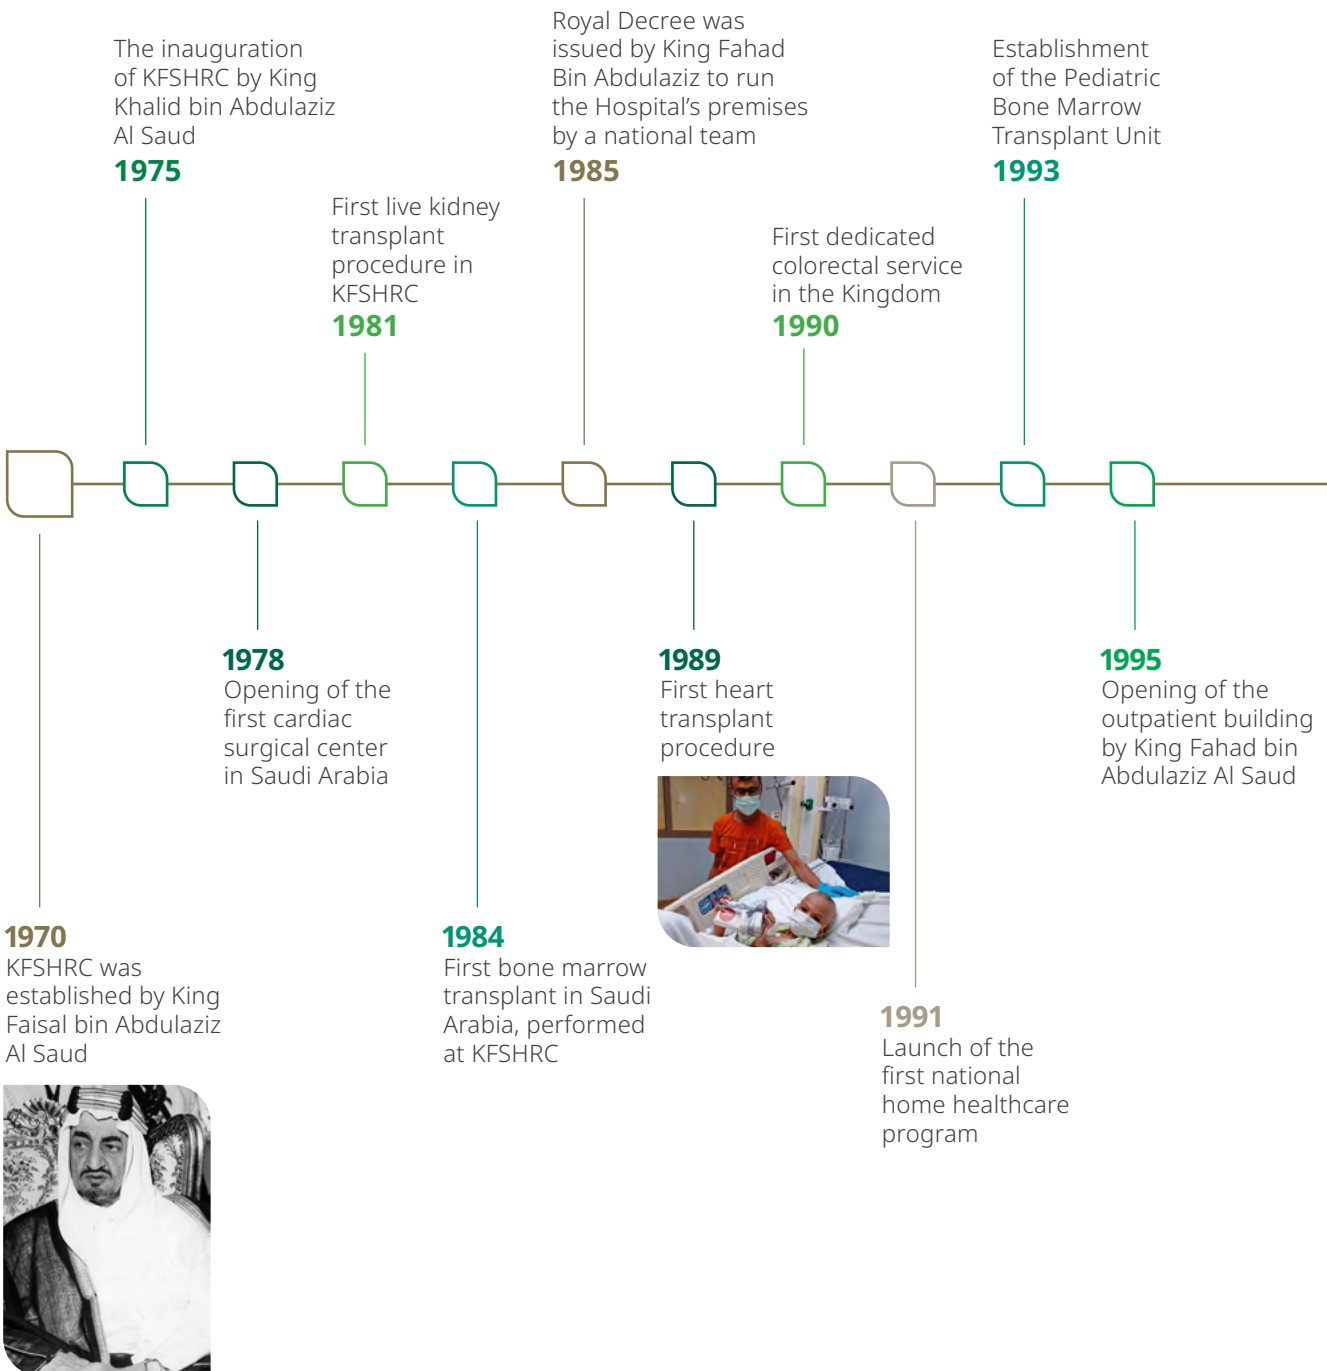 The inauguration
of KFSHRC by King
Khalid bin Abdulaziz
Al Saud
1975
First live kidney
transplant
procedure in
KFSHRC
1981
Royal Decree was
issued by King Fahad
Bin Abdulaziz to run
the Hospital’s premises
by a national team
1985
First dedicated
colorectal service
in the Kingdom
1990
Establishment
of the Pediatric
Bone Marrow
Transplant Unit
1993
1970
KFSHRC was
established by King
Faisal bin Abdulaziz
Al Saud
1978
Opening of the
first cardiac
surgical center
in Saudi Arabia
1984
First bone marrow
transplant in Saudi
Arabia, performed
at KFSHRC
1989
First heart
transplant
procedure
1991
Launch of the
first national
home healthcare
program
1995
Opening of the
outpatient building
by King Fahad bin
Abdulaziz Al Saud